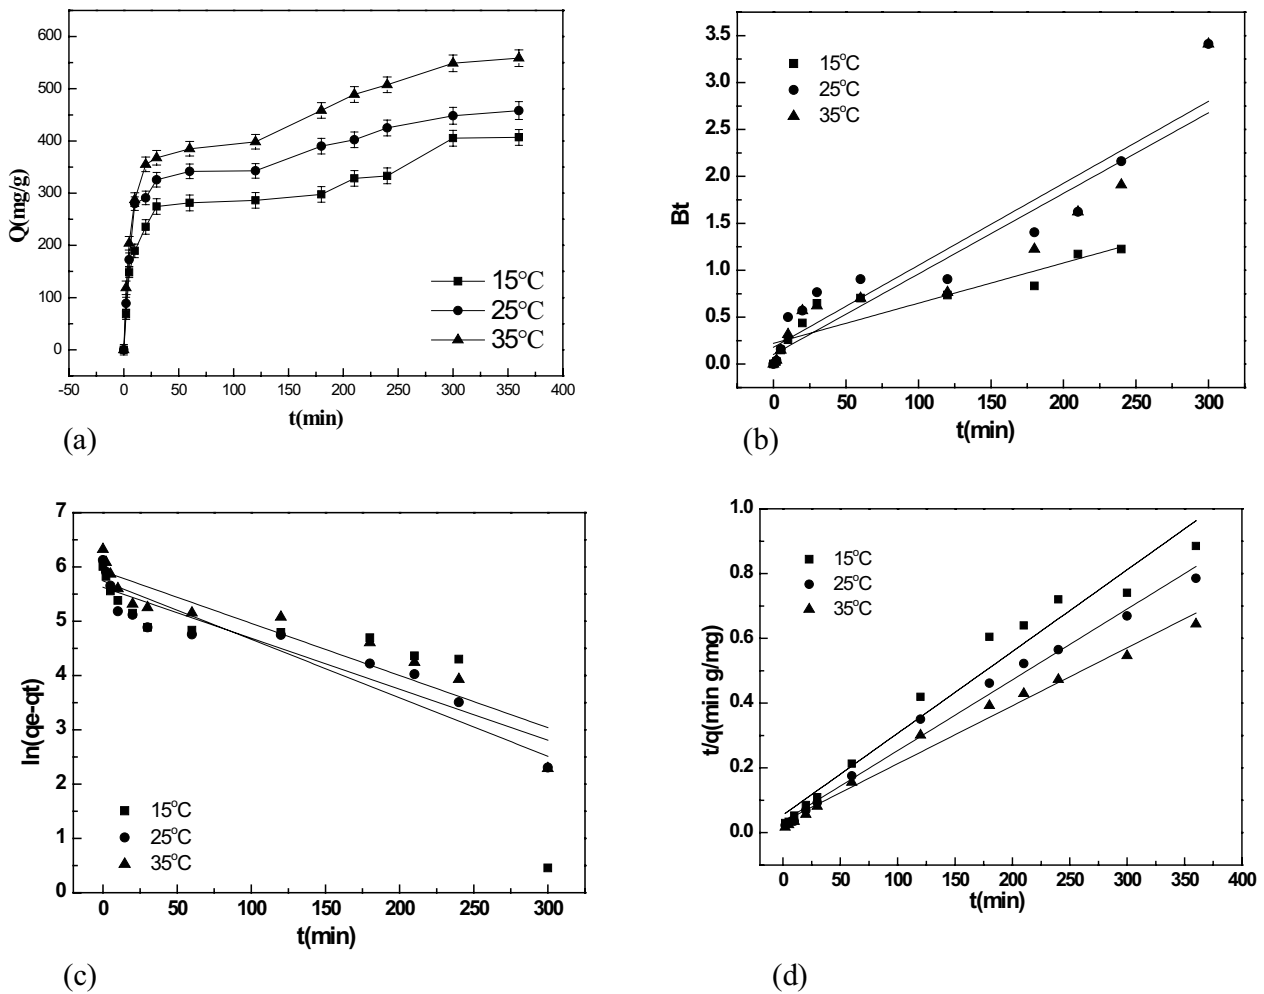 600
500
400
300
200
100
0
Q(mg/g)
15°C
25°C
35°C
-50 0 50 100 150 200 250 300 350 400
t(min)
(a)
3.5
3.0
2.5
2.0
1.5
1.0
0.5
0.0
Bt
15°C
25°C
35°C
0 50 100 150 200 250 300
t(min)
(b)
7
6
5
4
3
2
1
0
ln(qe-qt)
15°C
25°C
35°C
0 50 100 150 200 250 300
t(min)
(c)
1.0
0.8
0.6
0.4
0.2
0.0
t/q(min g/mg)
15°C
25°C
35°C
0 50 100 150 200 250 300 350 400
t(min)
(d)